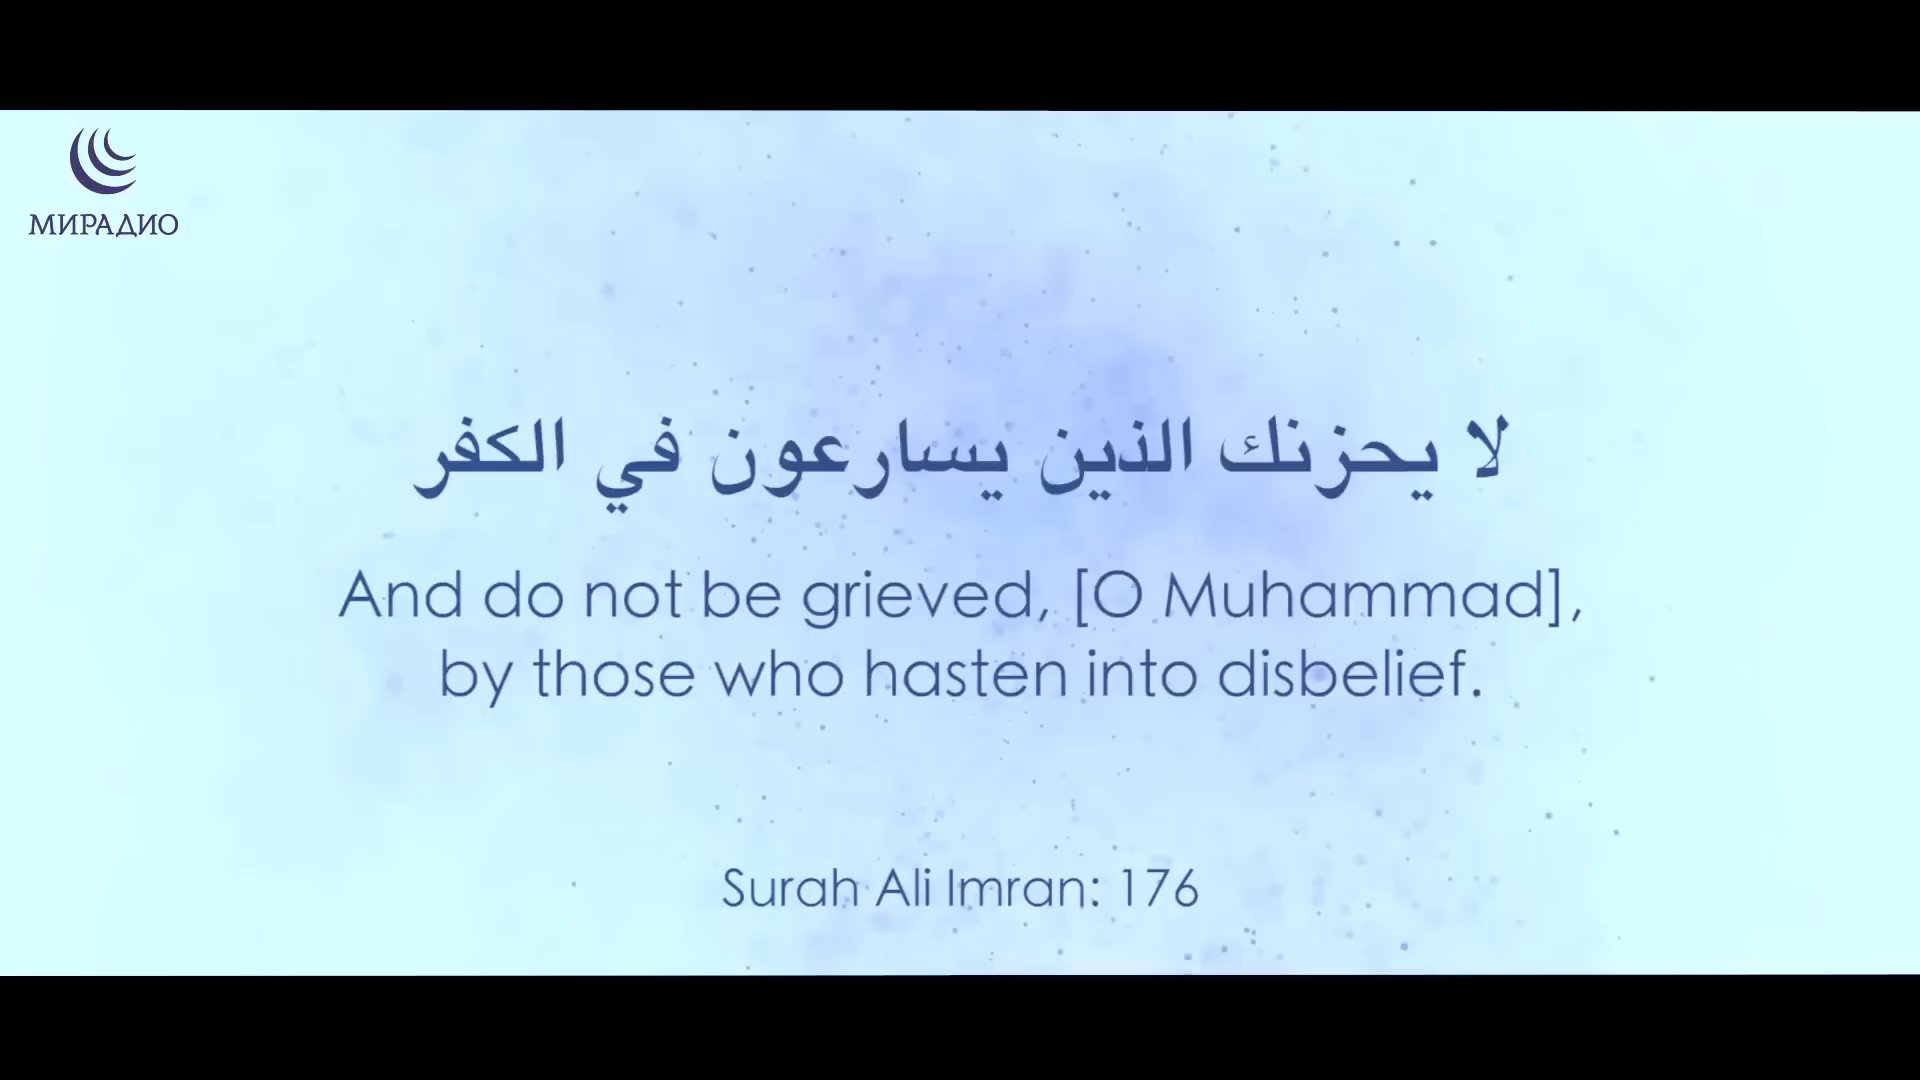 МИРАДИО
لا يحزنك الذين يسارعون في الكفر
And do not be grieved, [O Muhammad],
by those who hasten into disbelief.
Surah Ali Imran: 176